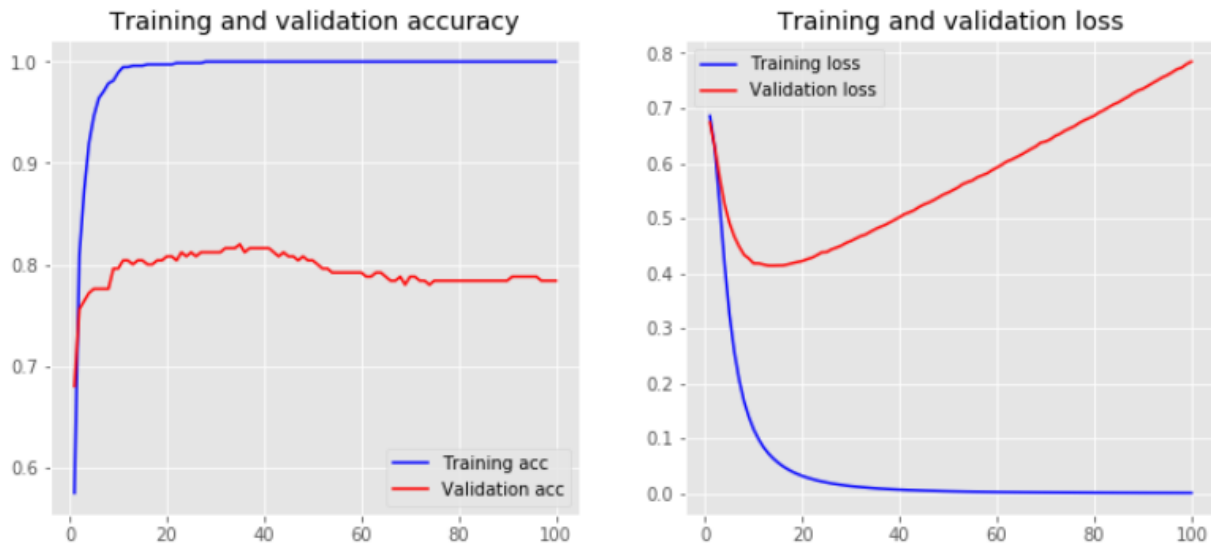 Training and validation accuracy
1.0
0.9
0.8
0.7
0.6
Training acc
Validation acc
0 20 40 60 80 100
Training and validation loss
0.8
0.7
0.6
0.5
0.4
0.3
0.2
0.1
0.0
Training loss
Validation loss
0 20 40 60 80 100